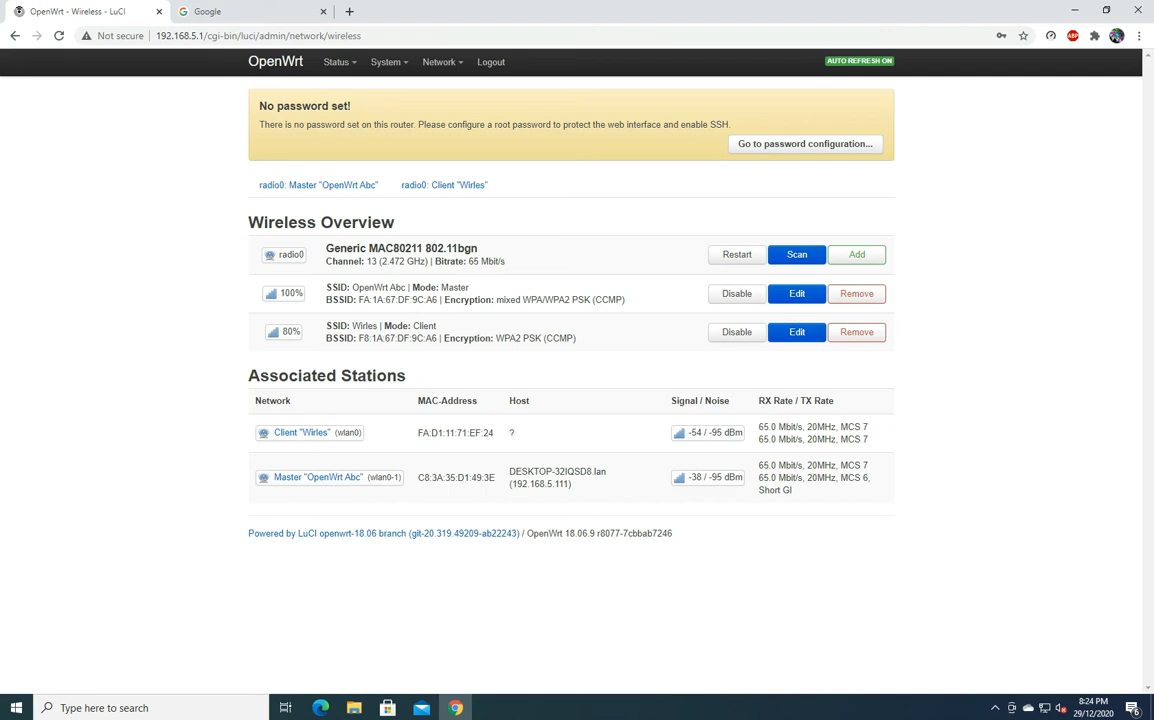 OpenWrt - Wireless - LuCI
Google
Not secure | 192.168.5.1/cgi-bin/luci/admin/network/wireless
ABP
OpenWrt Status System Network Logout AUTO REFRESH ON
No password set!
There is no password set on this router. Please configure a root password to protect the web interface and enable SSH.
Go to password configuration...
radio0: Master "OpenWrt Abc" radio0: Client "Wirles"
Wireless Overview
radio0
Generic MAC80211 802.11bgn
Channel: 13 (2.472 GHz) | Bitrate: 65 Mbit/s
Restart Scan Add
100%
SSID: OpenWrt Abc | Mode: Master
BSSID: FA:1A:67:DF:9C:A6 | Encryption: mixed WPA/WPA2 PSK (CCMP)
Disable Edit Remove
80%
SSID: Wirles | Mode: Client
BSSID: F8:1A:67:DF:9C:A6 | Encryption: WPA2 PSK (CCMP)
Disable Edit Remove
Associated Stations
Network MAC-Address Host Signal / Noise RX Rate / TX Rate
Client "Wirles" (wlan0) FA:D1:11:71:EF:24 ? -54 / -95 dBm
65.0 Mbit/s, 20MHz, MCS 7
65.0 Mbit/s, 20MHz, MCS 7
Master "OpenWrt Abc" (wlan0-1) C8:3A:35:D1:49:3E
DESKTOP-32IQSD8.lan
(192.168.5.111)
-38 / -95 dBm
65.0 Mbit/s, 20MHz, MCS 7
65.0 Mbit/s, 20MHz, MCS 6,
Short GI
Powered by LuCI openwrt-18.06 branch (git-20.319.49209-ab22243) / OpenWrt 18.06.9 r8077-7cbbab7246
Type here to search
8:24 PM
29/12/2020
6